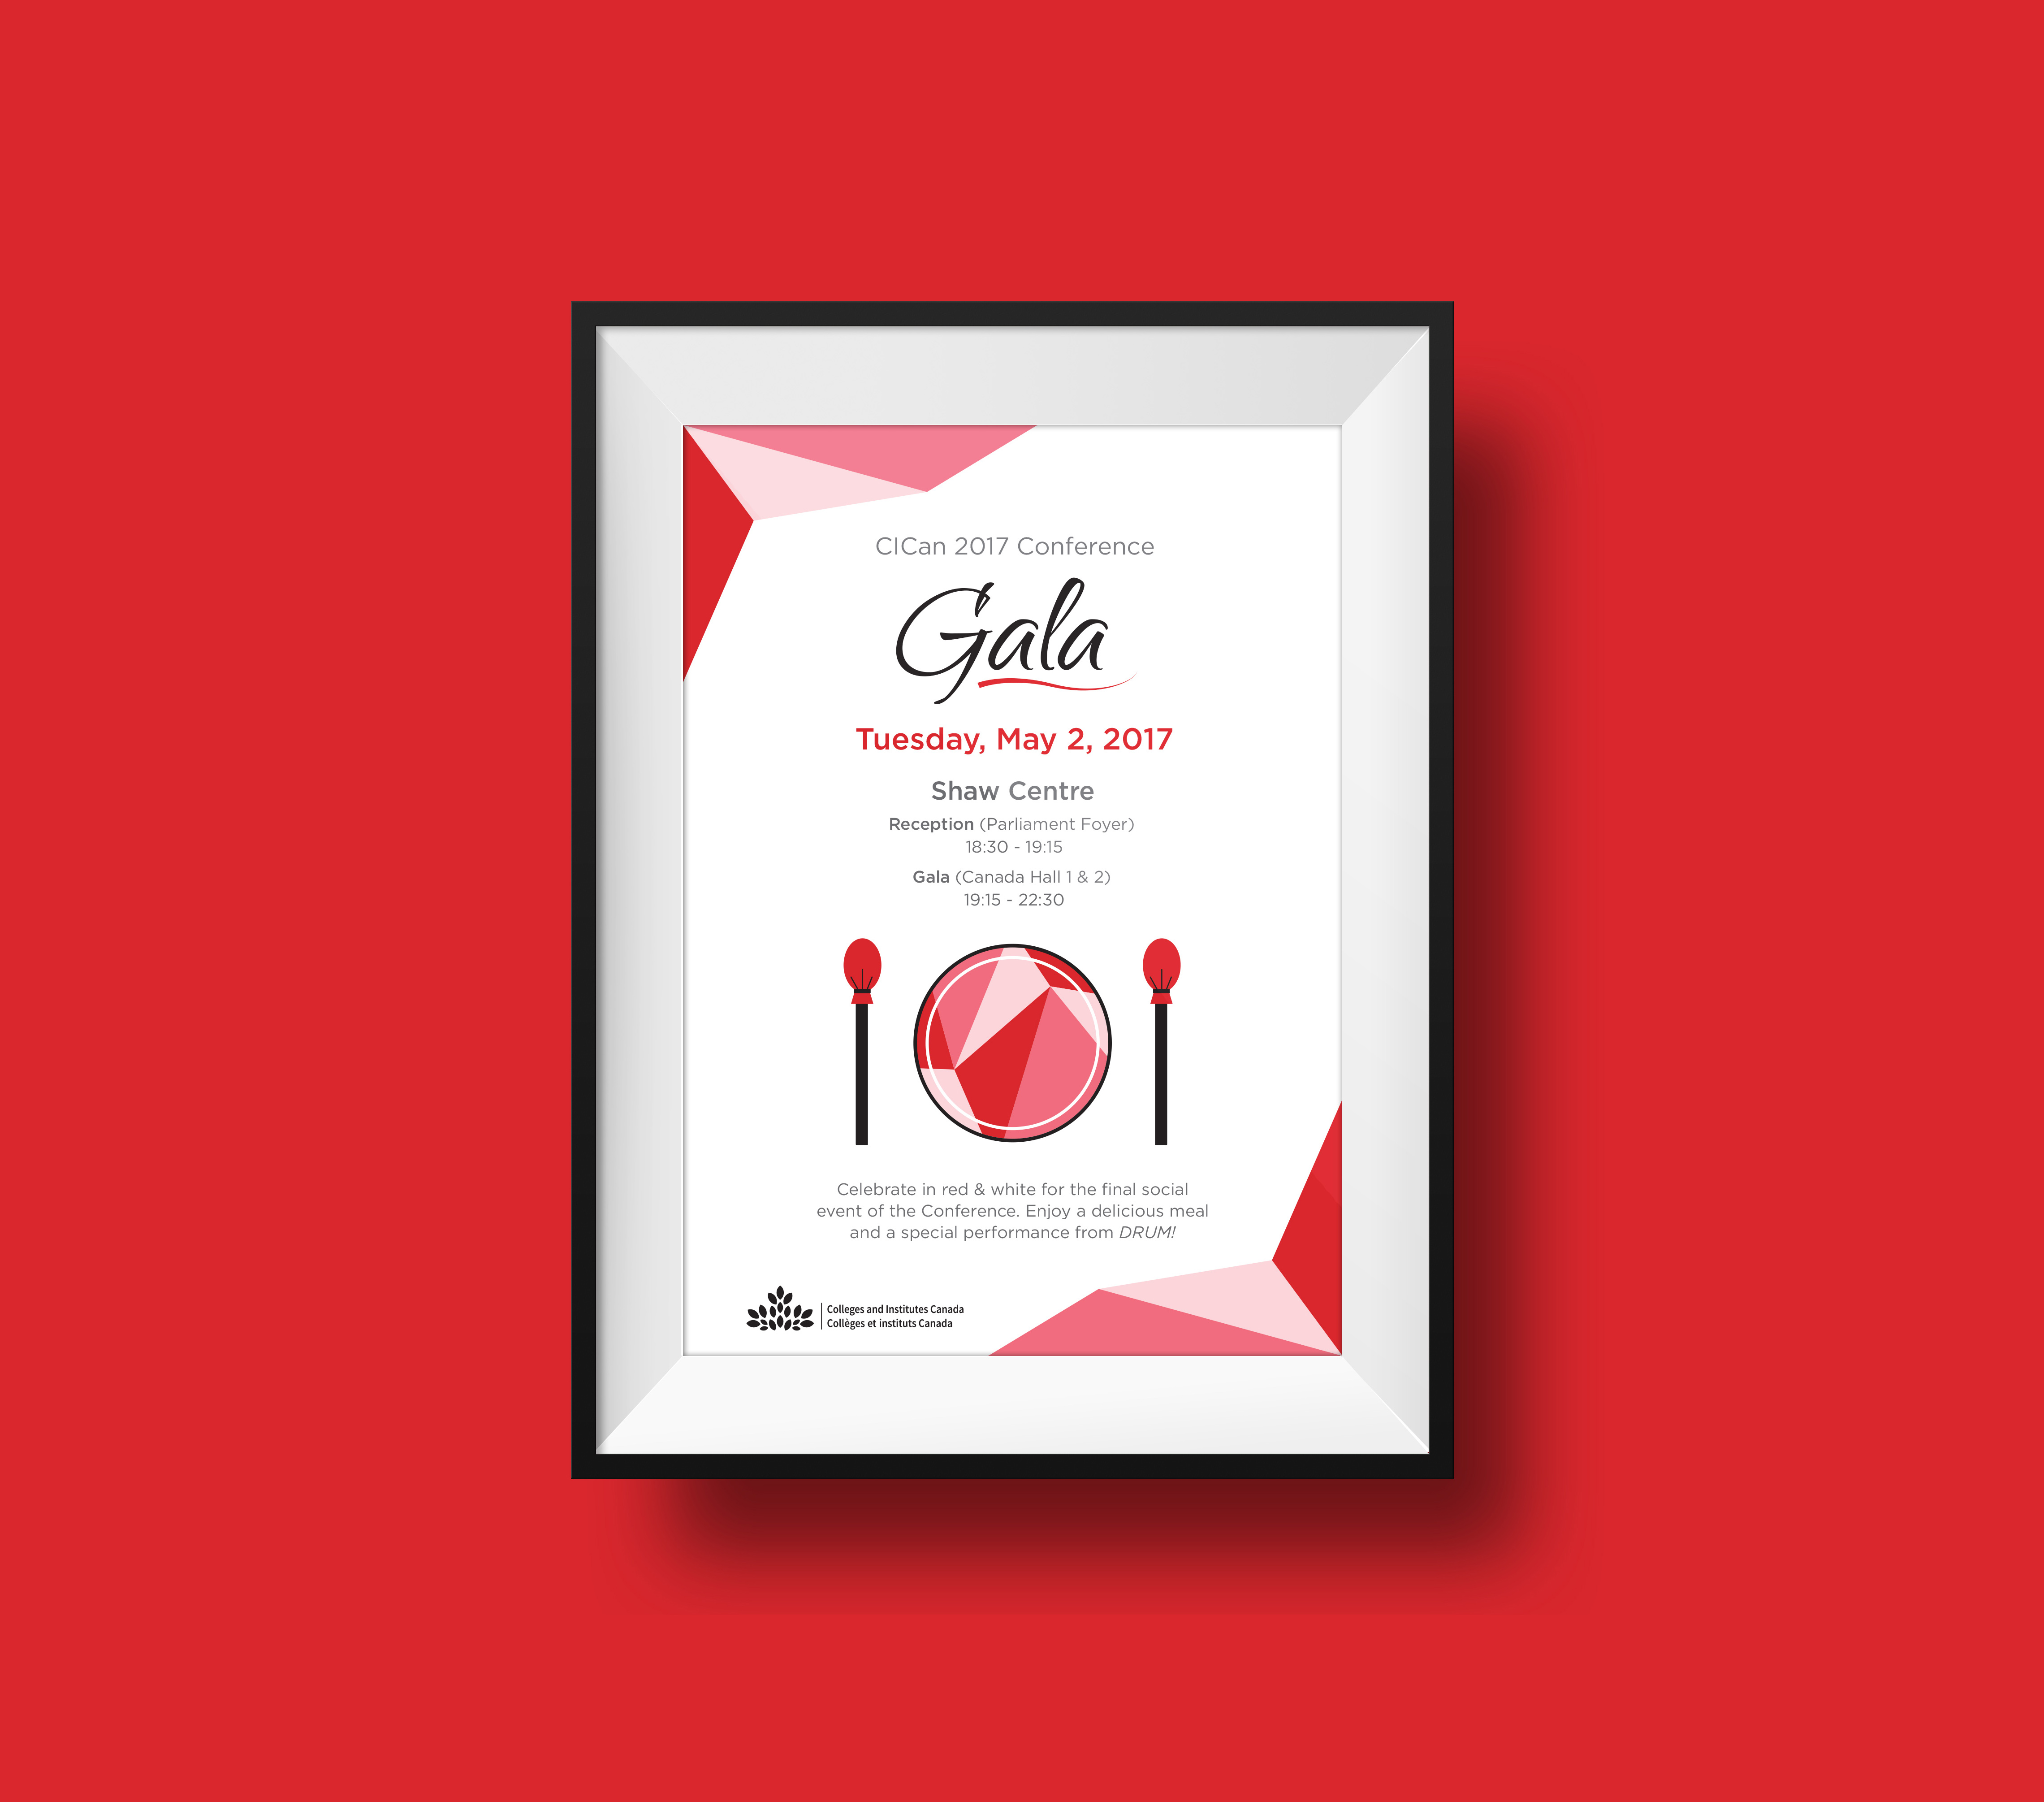 CICan 2017 Conference
Gala
Tuesday, May 2, 2017
Shaw Centre
Reception (Parliament Foyer)
18:30 - 19:15
Gala (Canada Hall 1 & 2)
19:15 - 22:30
Celebrate in red & white for the final social
event of the Conference. Enjoy a delicious meal
and a special performance from DRUM!
Colleges and Institutes Canada
Collèges et instituts Canada